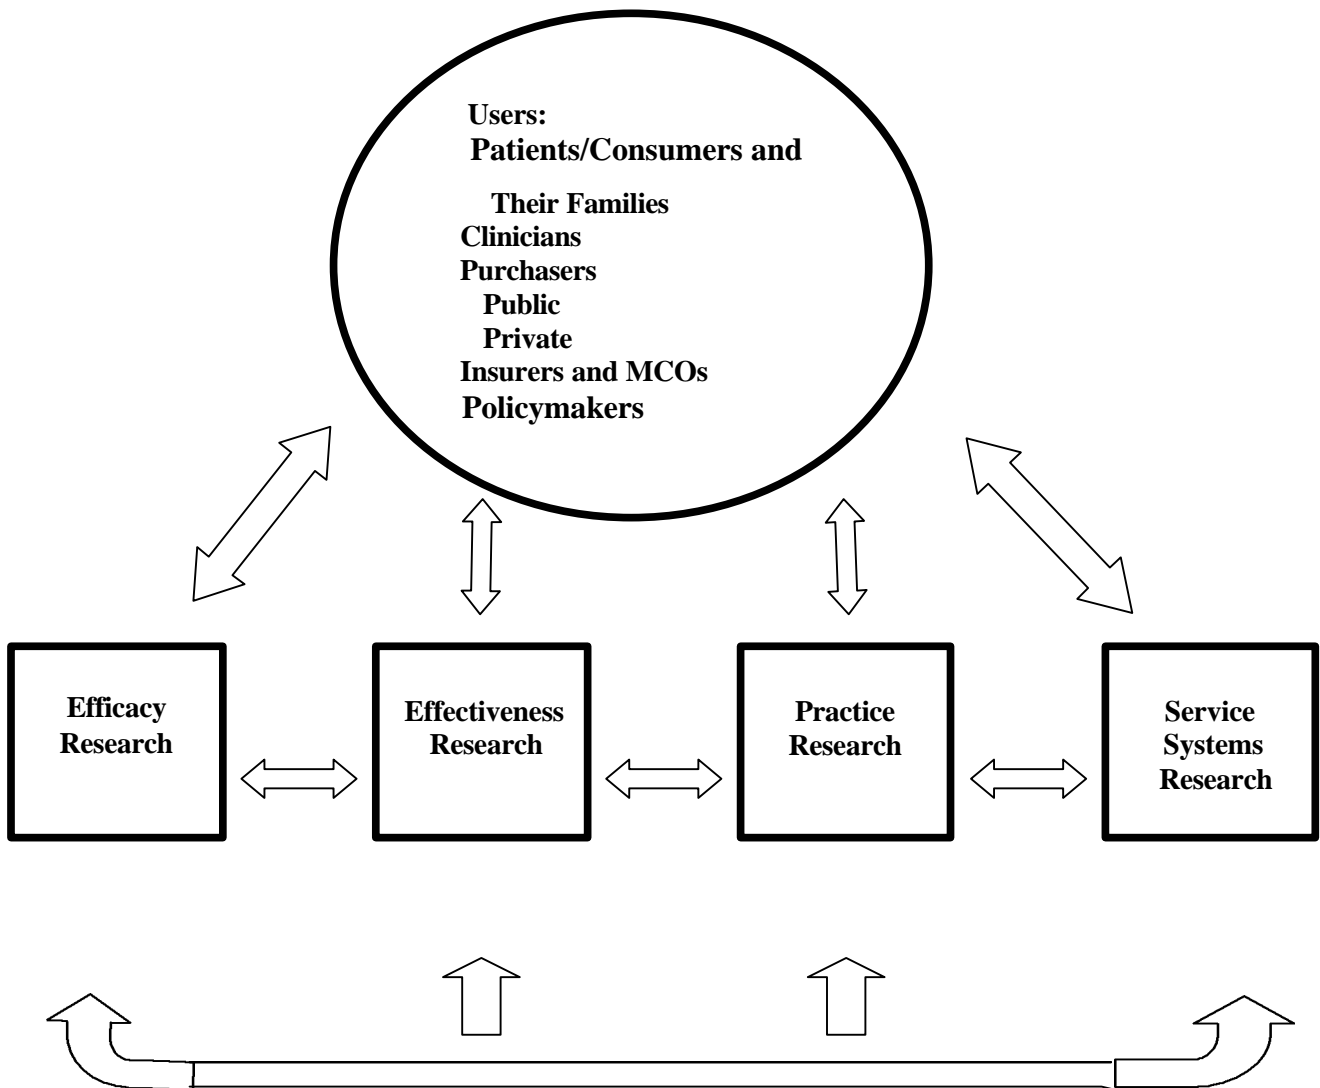 Users:
Patients/Consumers and
Their Families
Clinicians
Purchasers
Public
Private
Insurers and MCOs
Policymakers
Efficacy
Research
Effectiveness
Research
Practice
Research
Service
Systems
Research